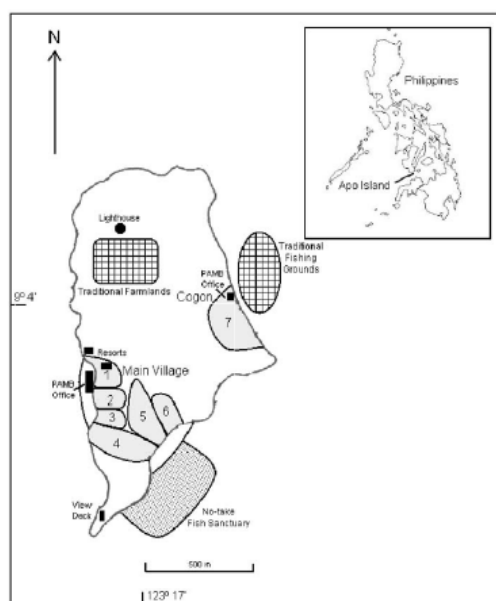 N
Philippines
Apo Island
Lighthouse
Traditional Farmlands
Traditional
Fishing
Grounds
PAMB
Office
Cogon
9° 4'
7
Resorts
Main Village
1
PAMB
Office
2
3
4
5
6
View
Deck
No-take
Fish Sanctuary
500 m
123° 17'